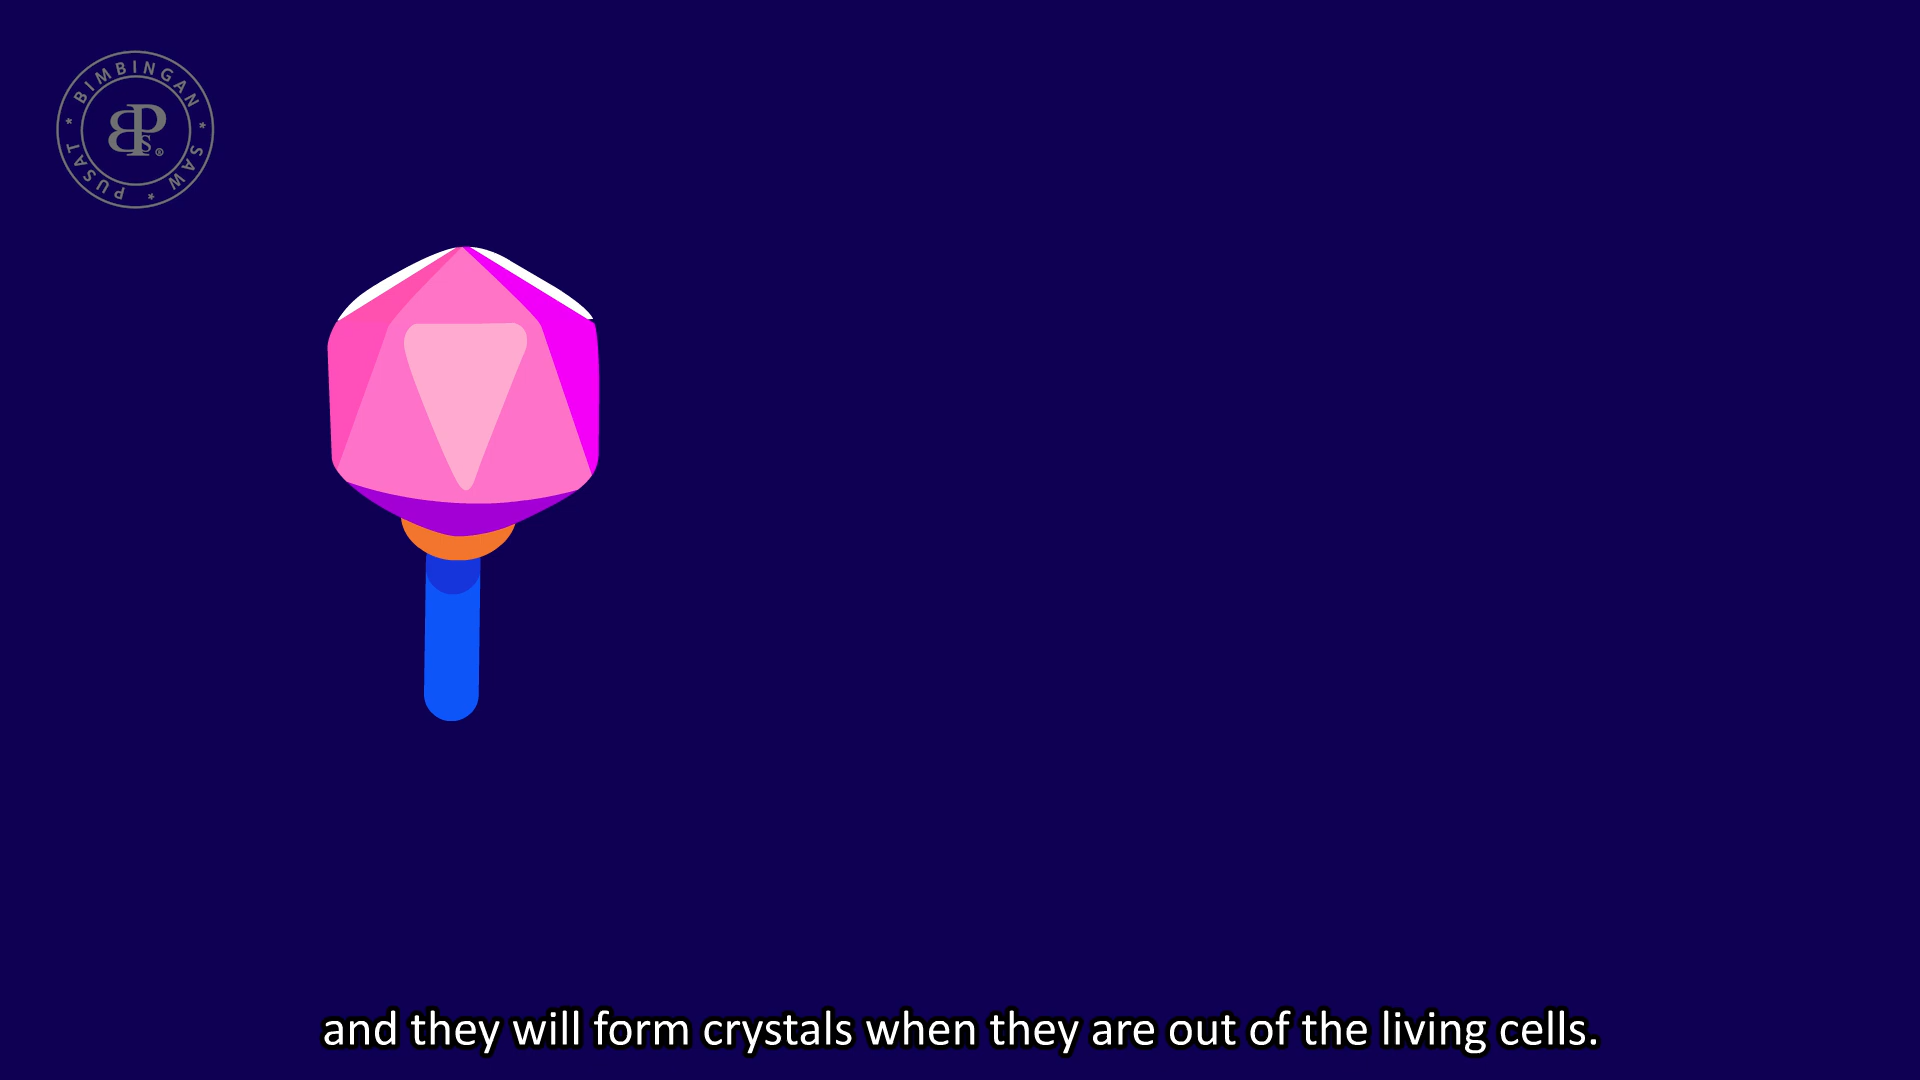 PUSAT * BIMBINGAN * SAW *
BPs®
and they will form crystals when they are out of the living cells.